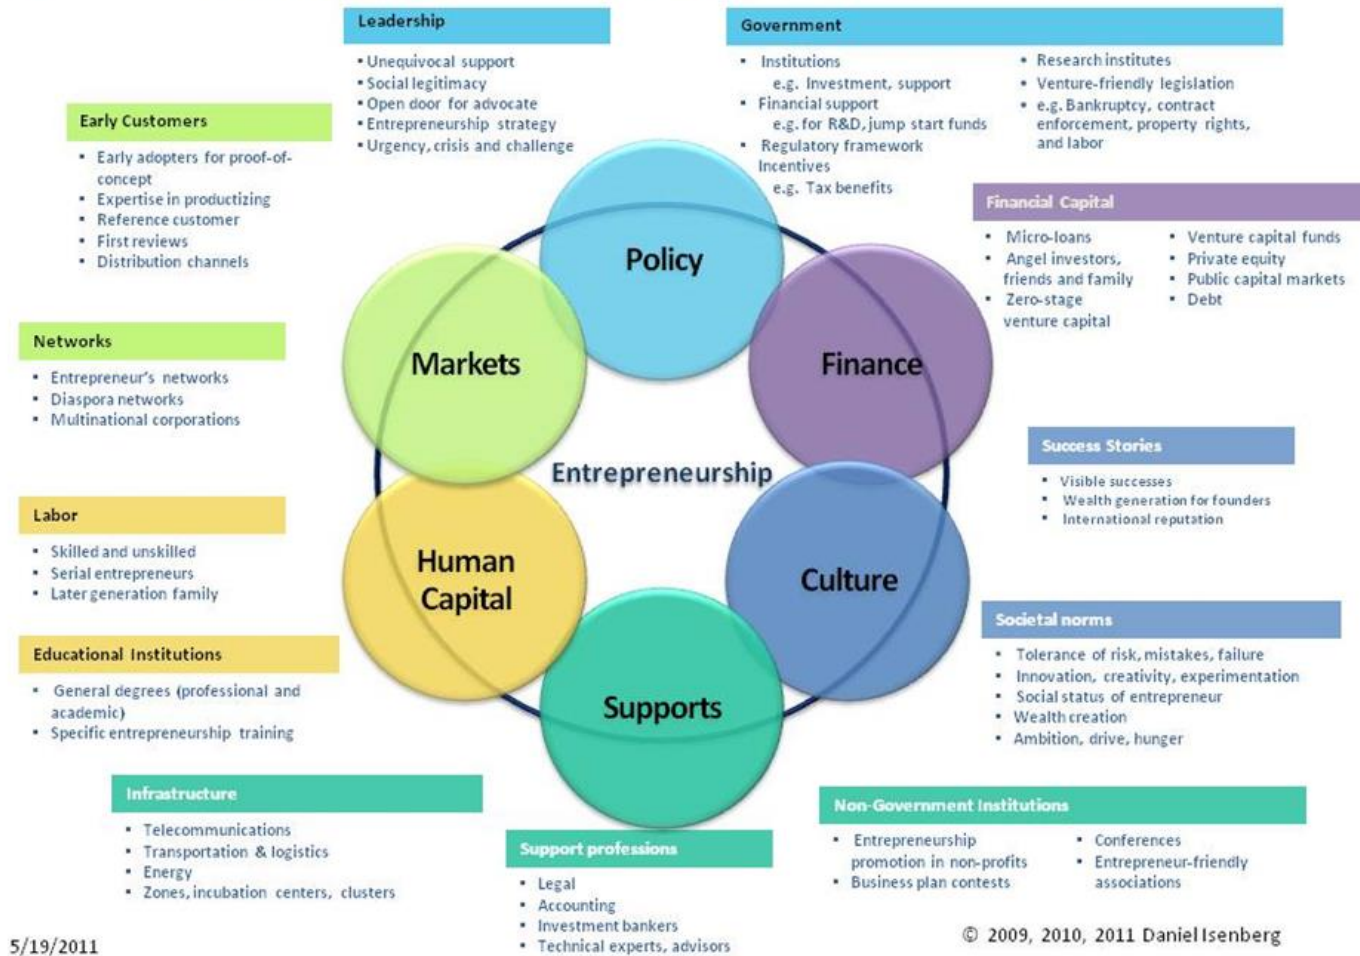 Leadership
▪ Unequivocal support
▪ Social legitimacy
▪ Open door for advocate
▪ Entrepreneurship strategy
▪ Urgency, crisis and challenge
Government
• Institutions
e.g. Investment, support
• Financial support
e.g. for R&D, jump start funds
• Regulatory framework
Incentives
e.g. Tax benefits
• Research institutes
• Venture-friendly legislation
• e.g. Bankruptcy, contract
enforcement, property rights,
and labor
Early Customers
▪ Early adopters for proof-of-
concept
▪ Expertise in productizing
▪ Reference customer
▪ First reviews
▪ Distribution channels
Financial Capital
▪ Micro-loans
▪ Angel investors,
friends and family
▪ Zero-stage
venture capital
▪ Venture capital funds
▪ Private equity
▪ Public capital markets
▪ Debt
Networks
▪ Entrepreneur's networks
▪ Diaspora networks
▪ Multinational corporations
Policy
Markets
Finance
Entrepreneurship
Human
Capital
Culture
Supports
Success Stories
▪ Visible successes
▪ Wealth generation for founders
▪ International reputation
Labor
▪ Skilled and unskilled
▪ Serial entrepreneurs
▪ Later generation family
Societal norms
▪ Tolerance of risk, mistakes, failure
▪ Innovation, creativity, experimentation
▪ Social status of entrepreneur
▪ Wealth creation
▪ Ambition, drive, hunger
Educational Institutions
▪ General degrees (professional and
academic)
▪ Specific entrepreneurship training
Infrastructure
▪ Telecommunications
▪ Transportation & logistics
▪ Energy
▪ Zones, incubation centers, clusters
Support professions
▪ Legal
▪ Accounting
▪ Investment bankers
▪ Technical experts, advisors
Non-Government Institutions
▪ Entrepreneurship
promotion in non-profits
▪ Business plan contests
▪ Conferences
▪ Entrepreneur-friendly
associations
5/19/2011
© 2009, 2010, 2011 Daniel Isenberg